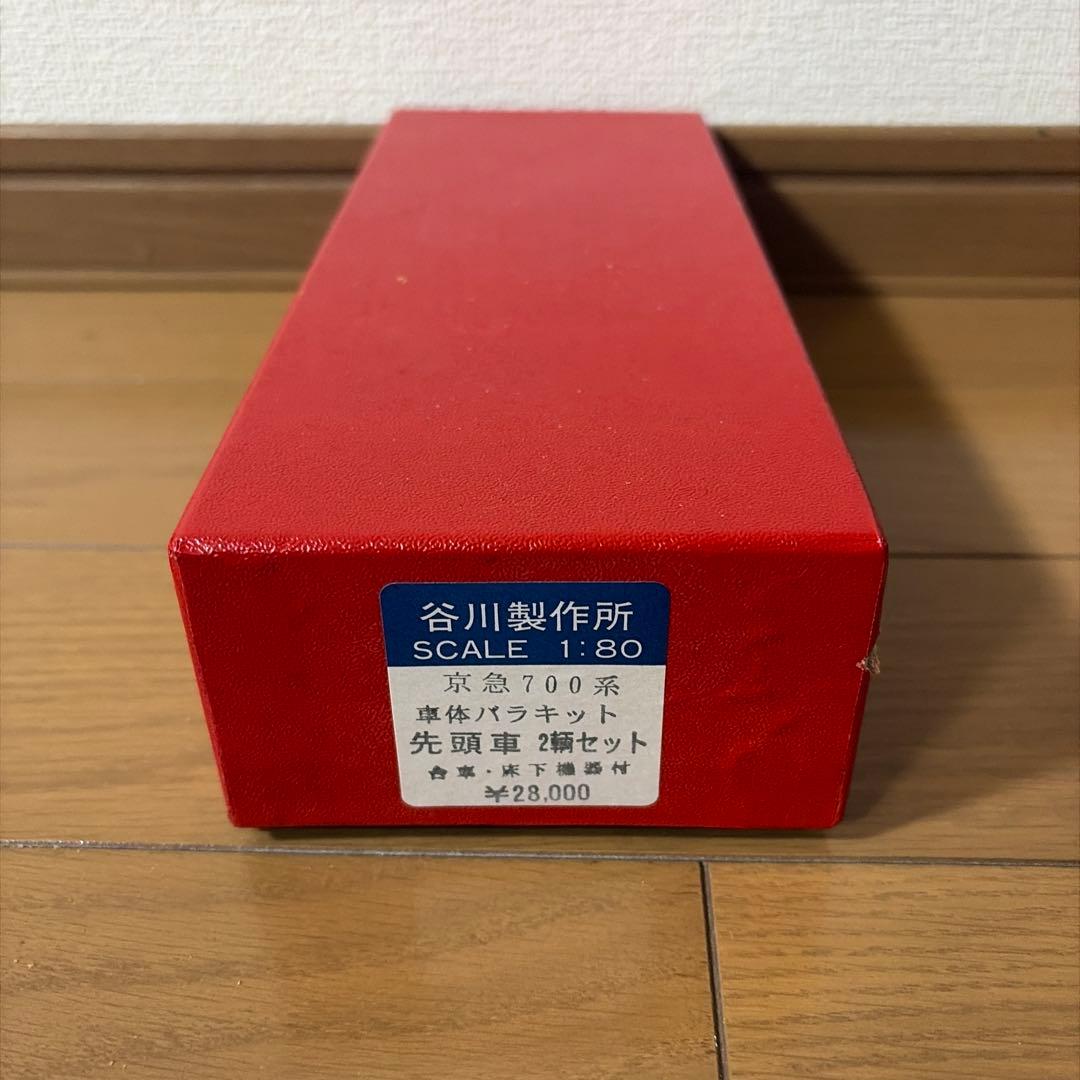 谷川製作所
SCALE 1:80
京急700系
車体バラキット
先頭車 2輌セット
台車・床下機器付
¥28,000